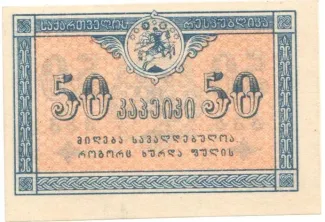 საქართველოს რესპუბლიკა
50 კაპეიკი 50
მიღება სავალდებულოა
როგორც ხურდა ფულის